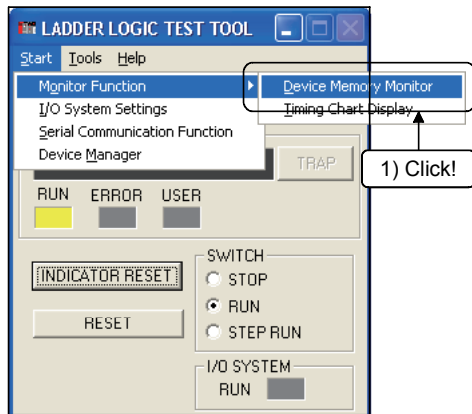 LADDER LOGIC TEST TOOL
Start Tools Help
Monitor Function
Device Memory Monitor
I/O System Settings
Timing Chart Display
Serial Communication Function
Device Manager
TRAP
1) Click!
RUN ERROR USER
SWITCH
INDICATOR RESET
STOP
RUN
RESET
STEP RUN
I/O SYSTEM
RUN